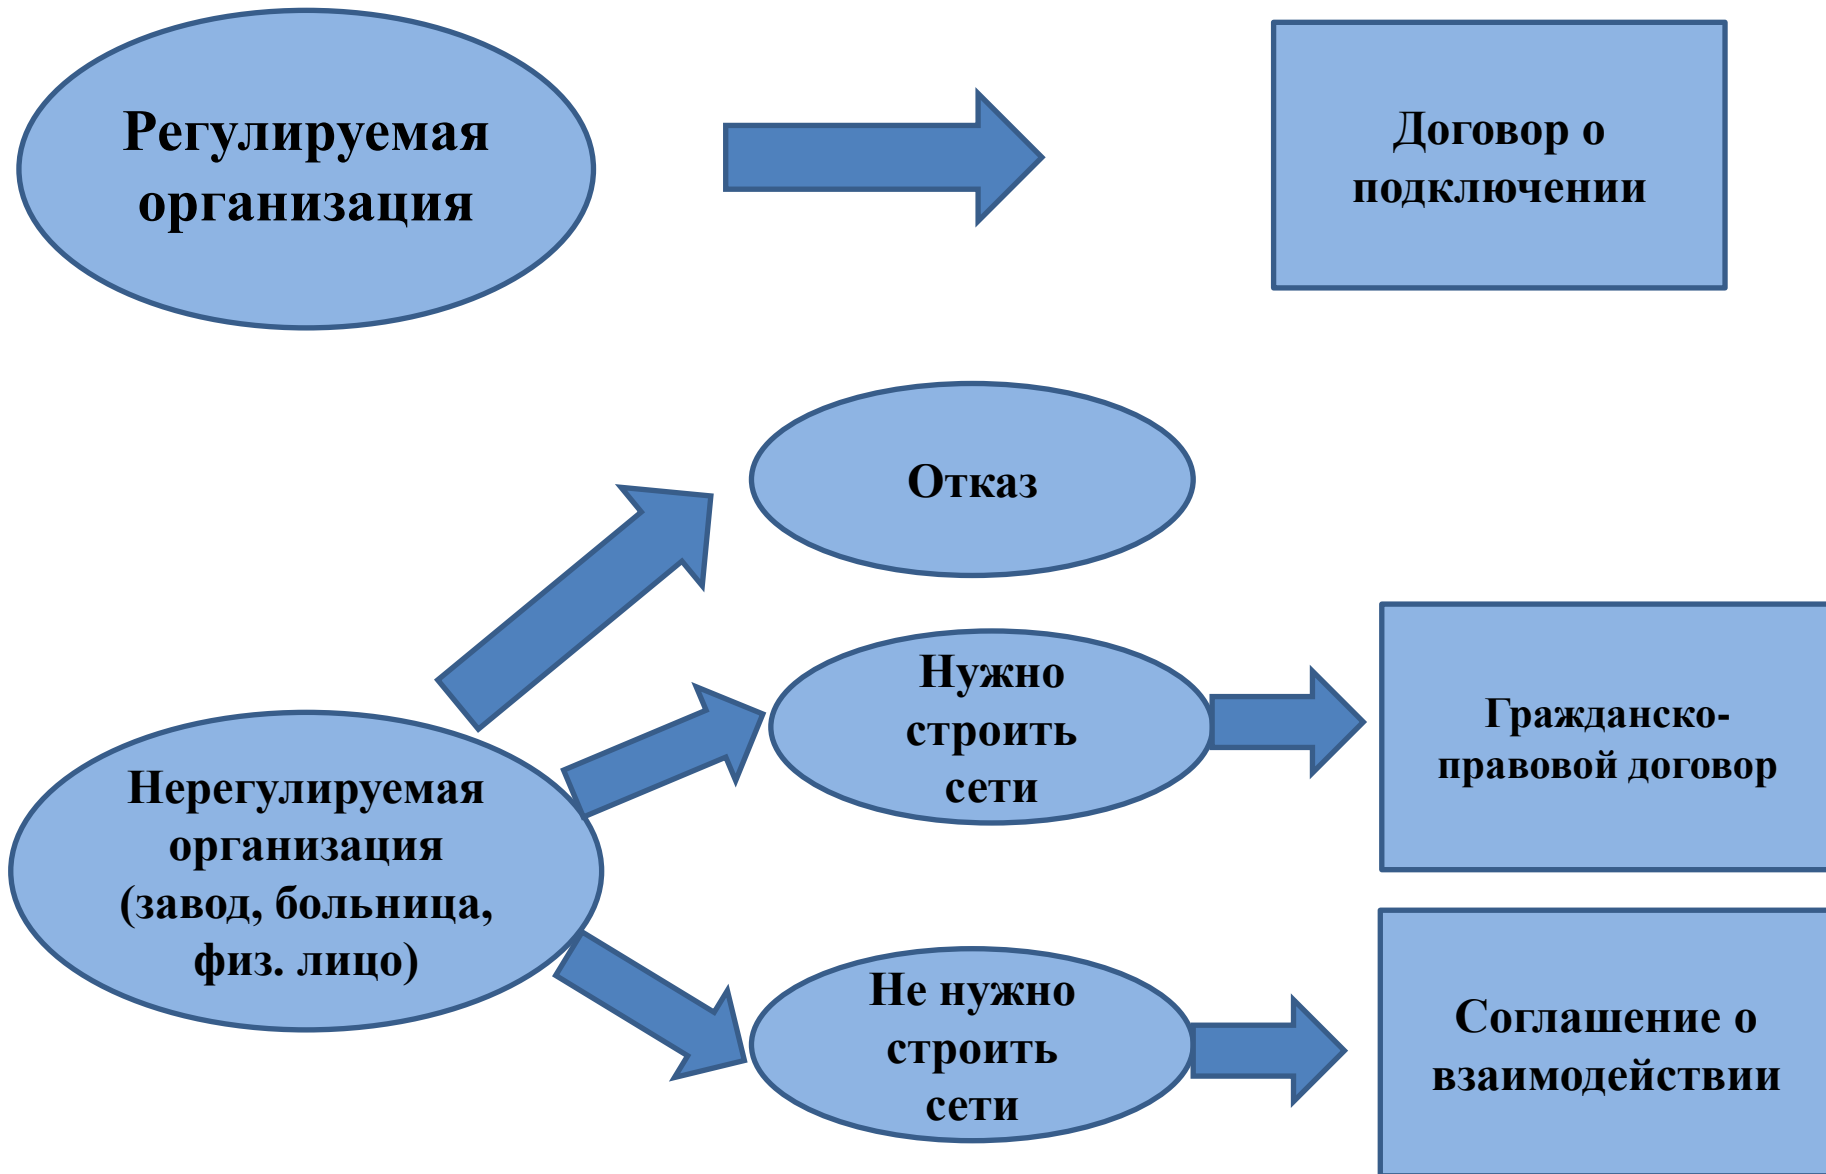 Регулируемая
организация
Договор о
подключении
Отказ
Нужно
строить
сети
Гражданско-
правовой договор
Нерегулируемая
организация
(завод, больница,
физ. лицо)
Не нужно
строить
сети
Соглашение о
взаимодействии